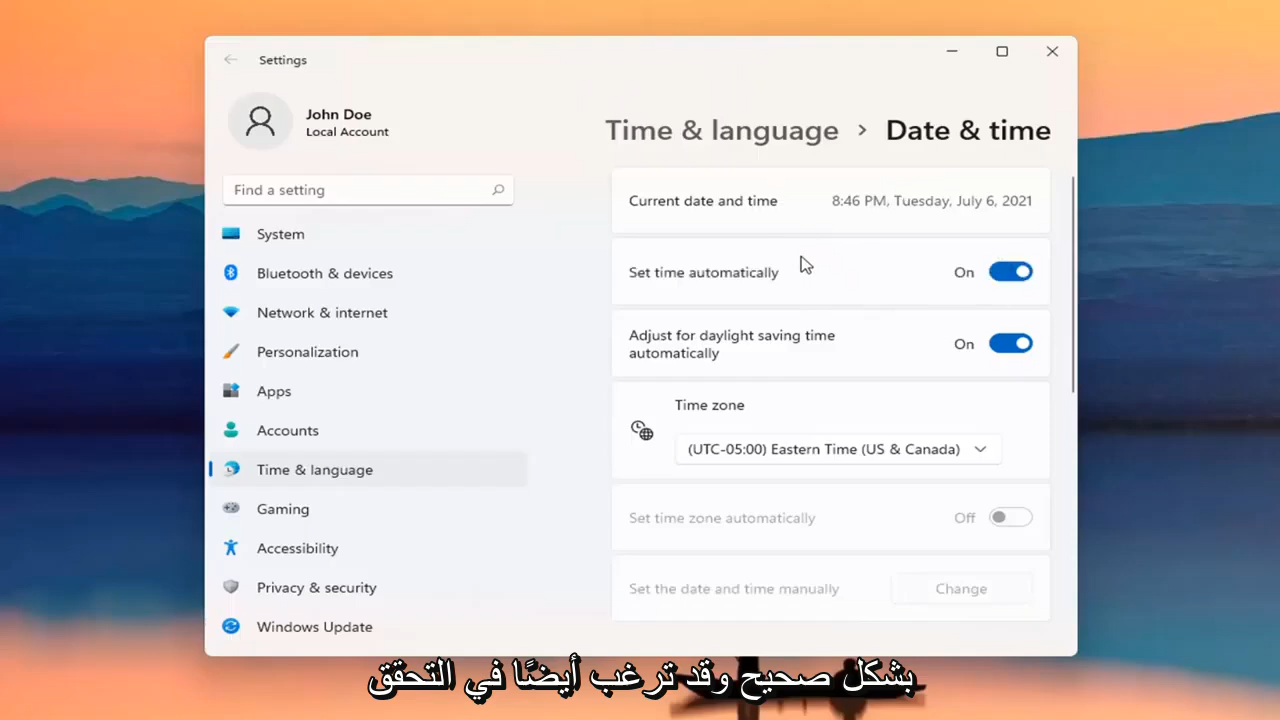 Settings
John Doe
Local Account
Find a setting
System
Bluetooth & devices
Network & internet
Personalization
Apps
Accounts
Time & language
Gaming
Accessibility
Privacy & security
Windows Update
Time & language > Date & time
Current date and time 8:46 PM, Tuesday, July 6, 2021
Set time automatically On
Adjust for daylight saving time
automatically On
Time zone
(UTC-05:00) Eastern Time (US & Canada)
Set time zone automatically Off
Set the date and time manually Change
بشكل صحيح وقد ترغب أيضًا في التحقق